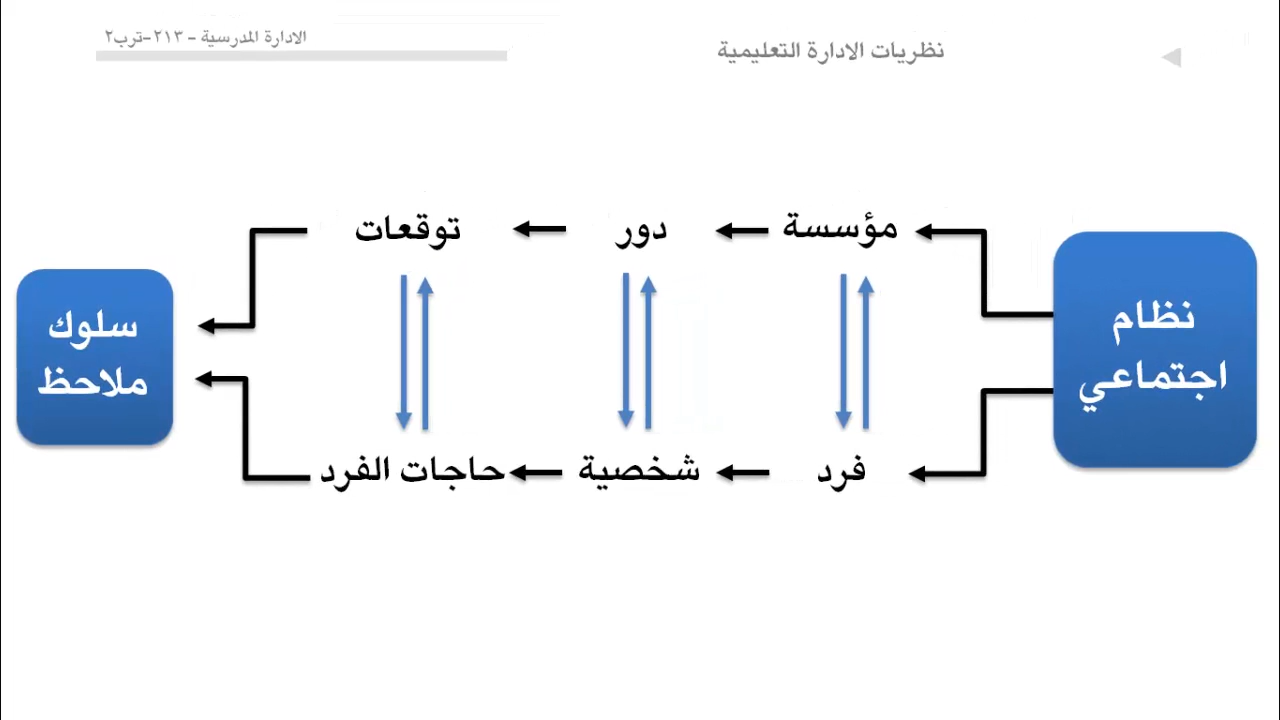 نظريات الادارة التعليمية
الادارة المدرسية - ٢١٣-ترب٢
نظام
اجتماعي
مؤسسة
دور
توقعات
فرد
شخصية
حاجات الفرد
سلوك
ملاحظ